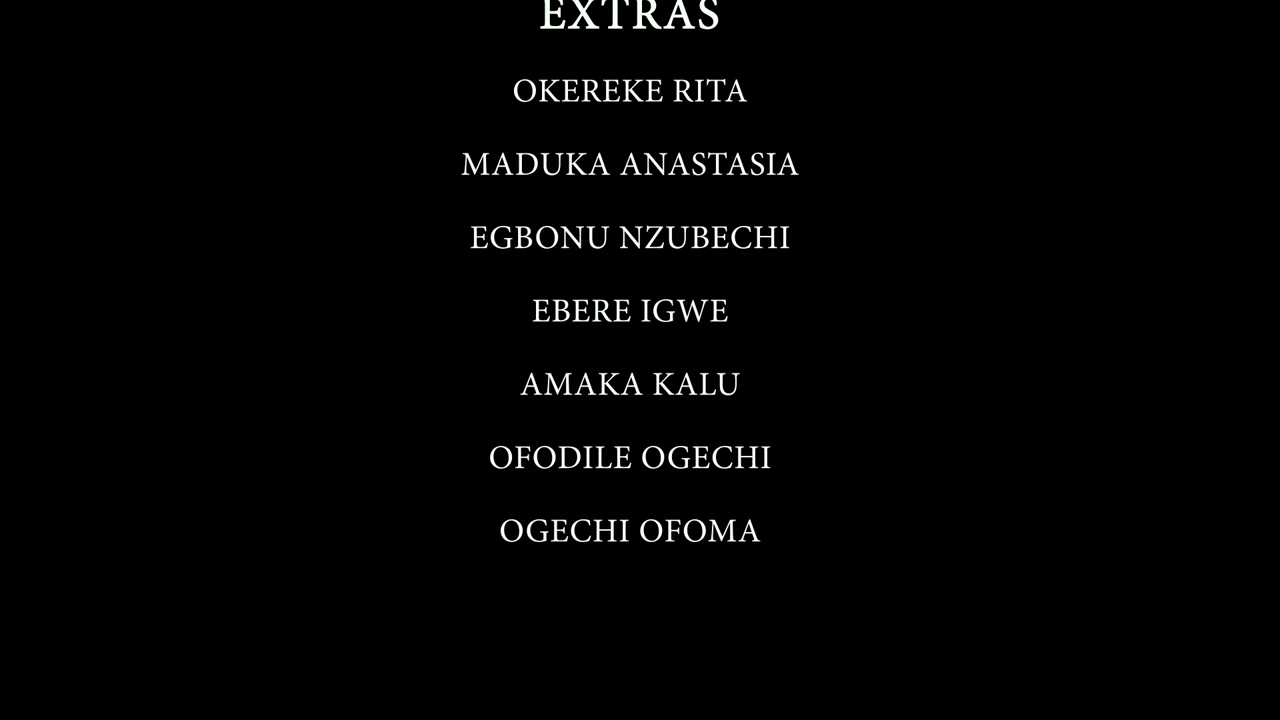 EXTRAS
OKEREKE RITA
MADUKA ANASTASIA
EGBONU NZUBECHI
EBERE IGWE
AMAKA KALU
OFODILE OGECHI
OGECHI OFOMA